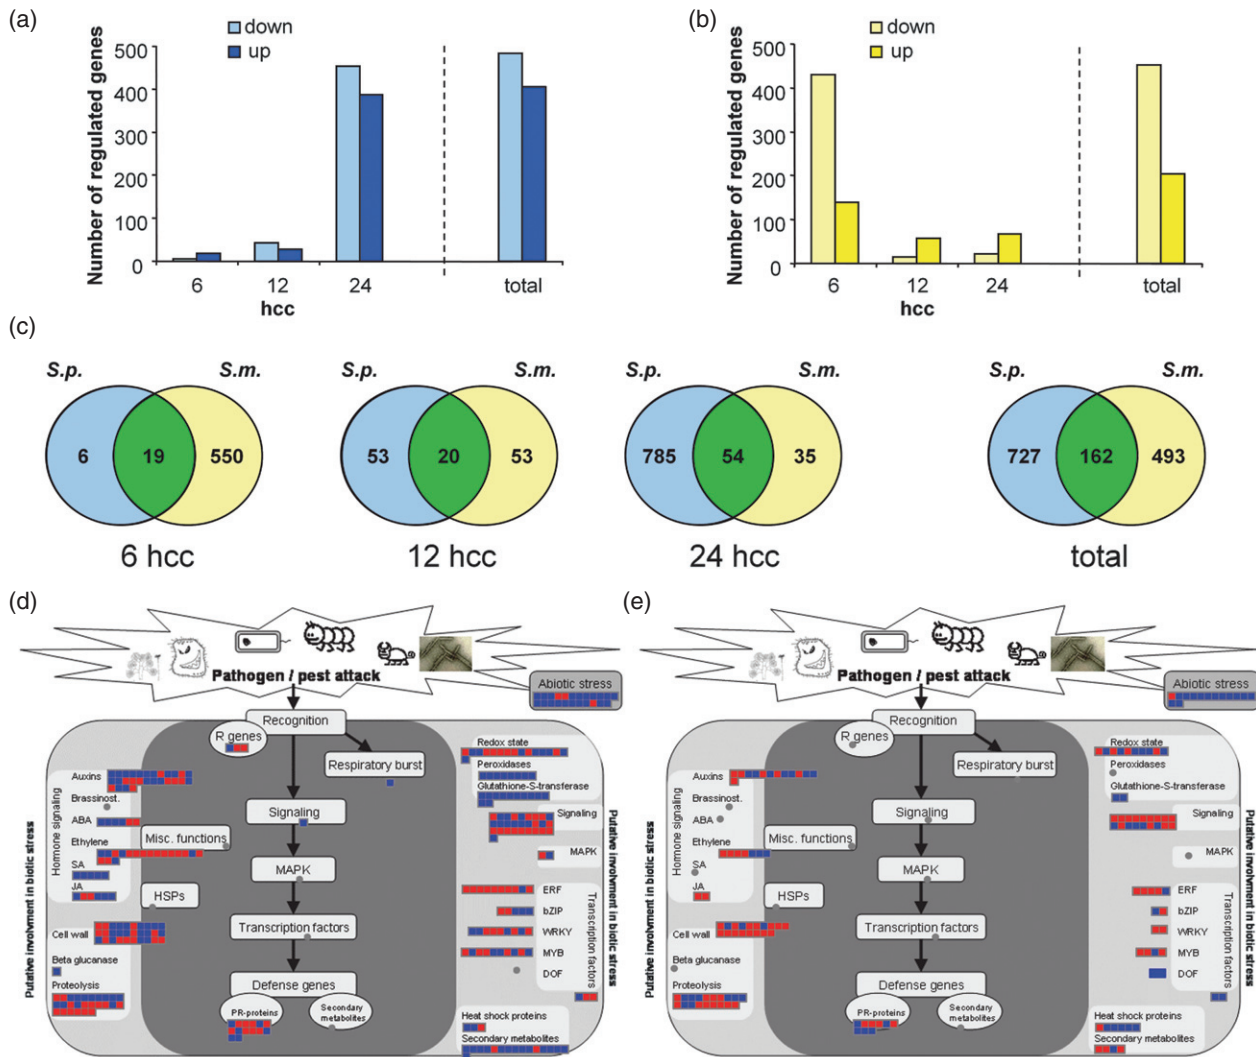 (a)
down
up
Number of regulated genes
500
400
300
200
100
0
6
12
24
total
hcc
(b)
down
up
Number of regulated genes
500
400
300
200
100
0
6
12
24
total
hcc
(c)
S.p.
S.m.
6
19
550
6 hcc
S.p.
S.m.
53
20
53
12 hcc
S.p.
S.m.
785
54
35
24 hcc
S.p.
S.m.
727
162
493
total
(d)
Pathogen / pest attack
Abiotic stress
Recognition
R genes
Respiratory burst
Redox state
Peroxidases
Glutathione-S-transferase
Auxins
Brassinost.
ABA
Ethylene
SA
JA
Hormone signaling
Signaling
Misc. functions
Signaling
MAPK
MAPK
HSPs
ERF
bZIP
WRKY
MYB
DOF
Transcription factors
Cell wall
Transcription factors
Beta glucanase
Proteolysis
Defense genes
PR-proteins
Secondary
metabolites
Heat shock proteins
Secondary metabolites
Putative involvment in biotic stress
Putative involvment in biotic stress
(e)
Pathogen / pest attack
Abiotic stress
Recognition
R genes
Respiratory burst
Redox state
Peroxidases
Glutathione-S-transferase
Auxins
Brassinost.
ABA
Ethylene
SA
JA
Hormone signaling
Signaling
Misc. functions
Signaling
MAPK
MAPK
HSPs
ERF
bZIP
WRKY
MYB
DOF
Transcription factors
Cell wall
Transcription factors
Beta glucanase
Proteolysis
Defense genes
PR-proteins
Secondary
metabolites
Heat shock proteins
Secondary metabolites
Putative involvment in biotic stress
Putative involvment in biotic stress